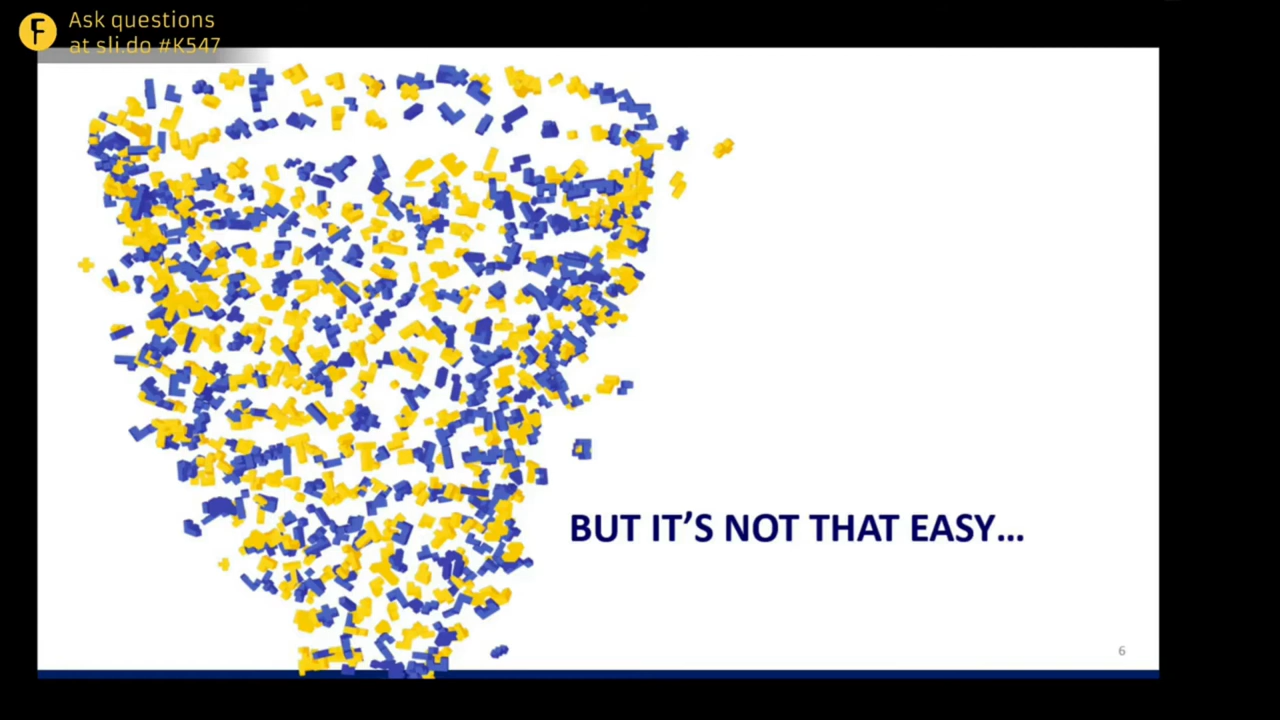 F
Ask questions
at sli.do #K547
BUT IT’S NOT THAT EASY...
6